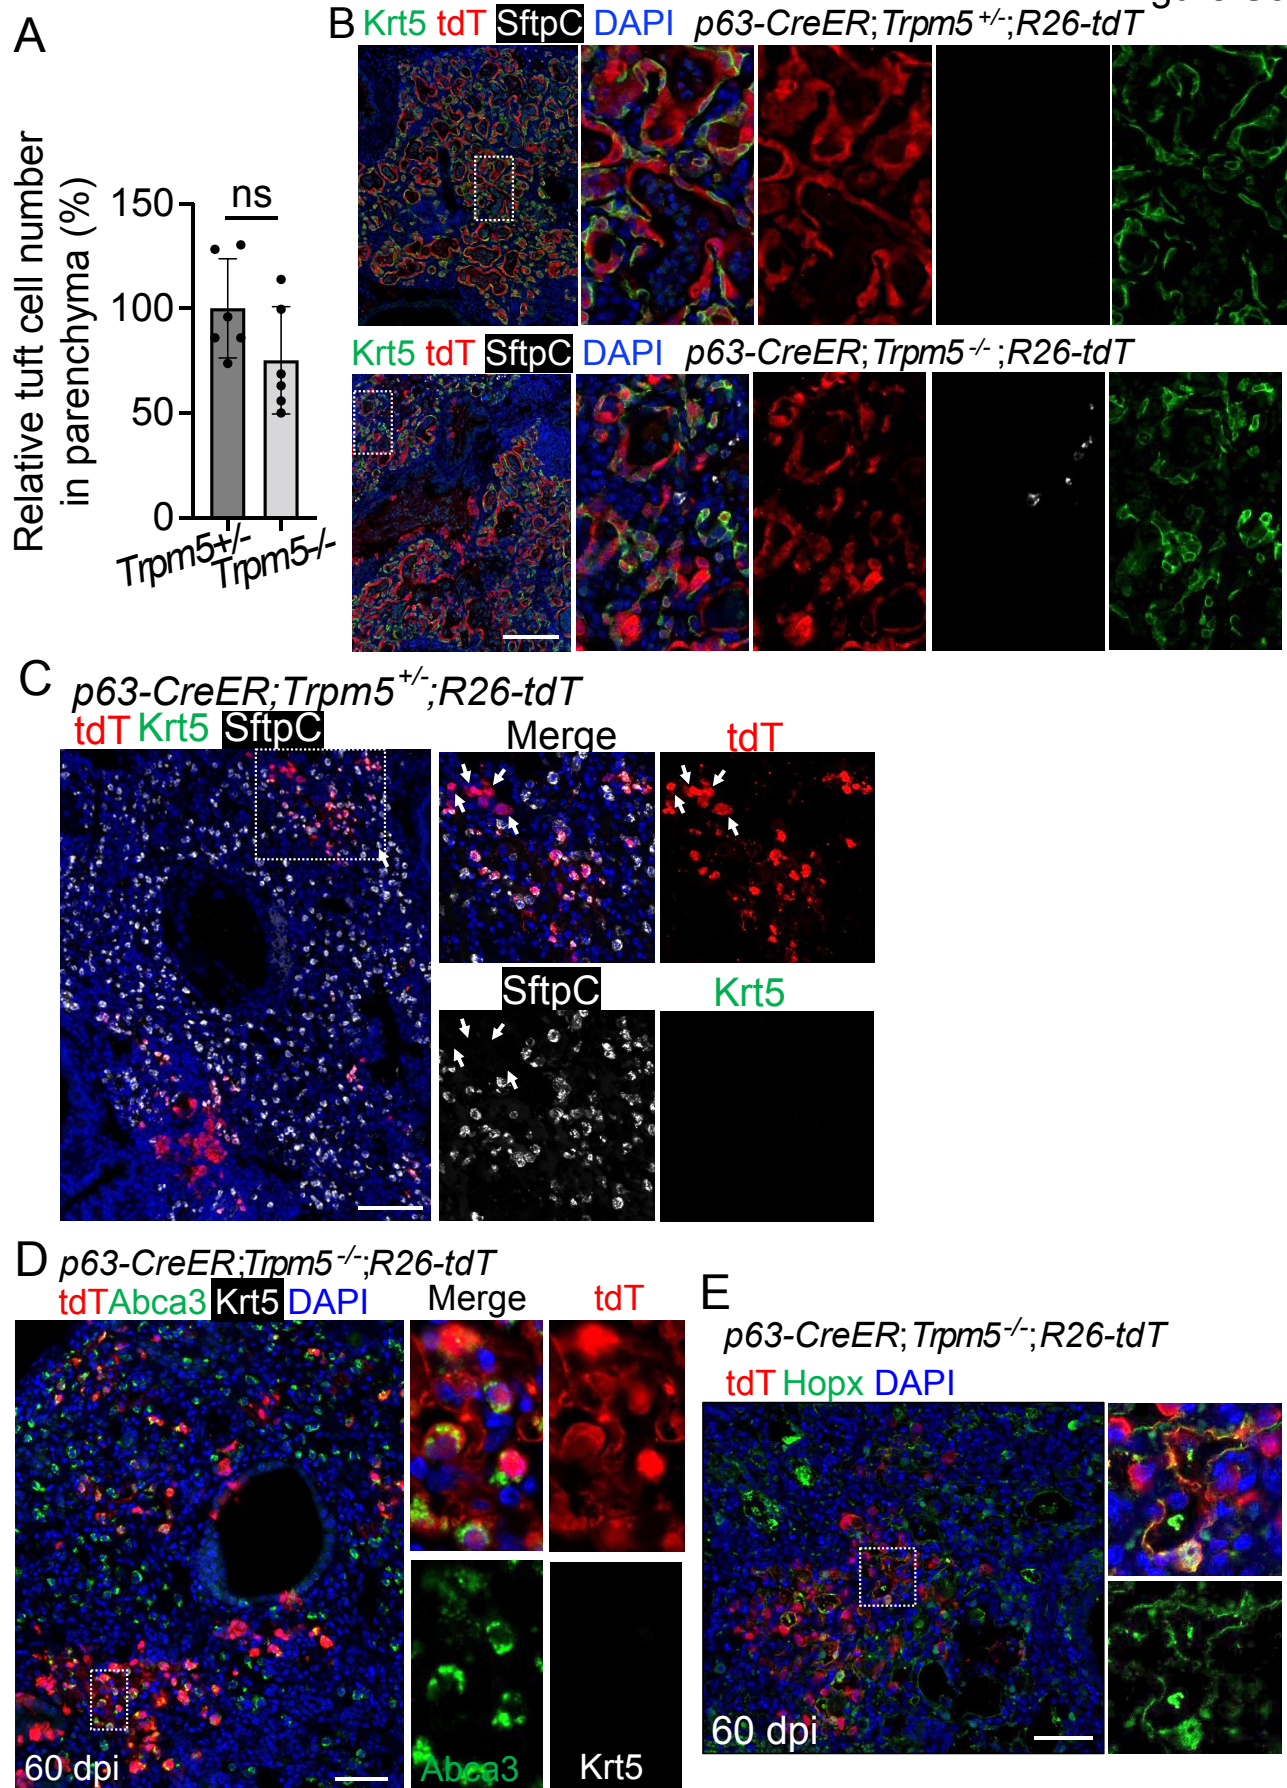 A
Relative tuft cell number
in parenchyma (%)
150
100
50
0
ns
Trpm5+/-
Trpm5-/-
B
Krt5 tdT SftpC DAPI p63-CreER;Trpm5+/-;R26-tdT
Krt5 tdT SftpC DAPI p63-CreER;Trpm5-/-;R26-tdT
C
p63-CreER;Trpm5+/-;R26-tdT
tdT Krt5 SftpC
Merge
tdT
SftpC
Krt5
D
p63-CreER;Trpm5-/-;R26-tdT
tdT Abca3 Krt5 DAPI
Merge
tdT
60 dpi
Abca3
Krt5
E
p63-CreER;Trpm5-/-;R26-tdT
tdT Hopx DAPI
60 dpi